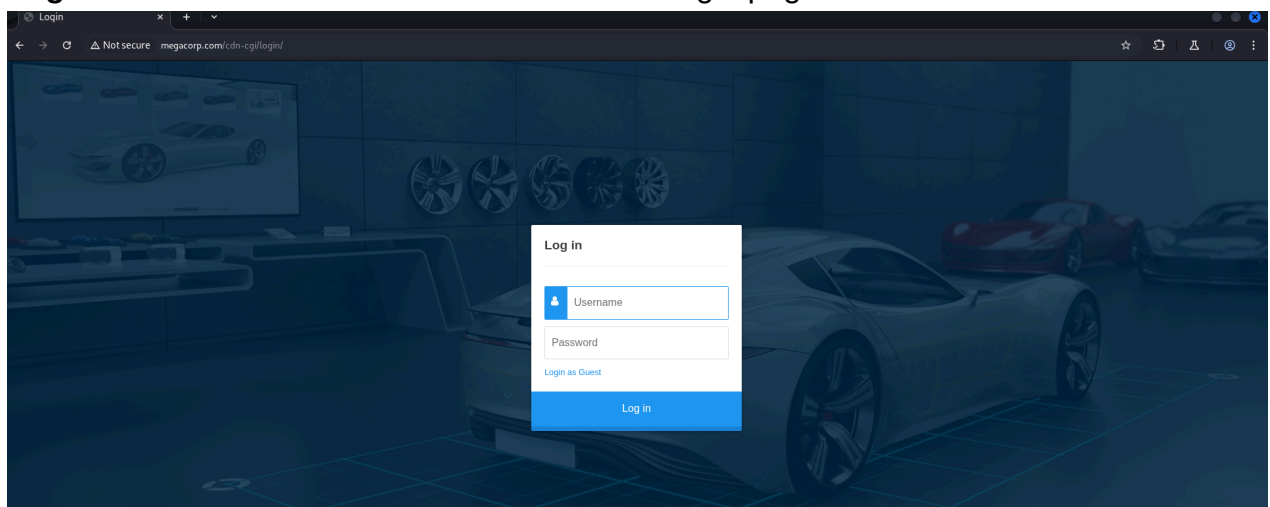 Login
Not secure megacorp.com/cdn-cgi/login/
Log in
Username
Password
Login as Guest
Log in